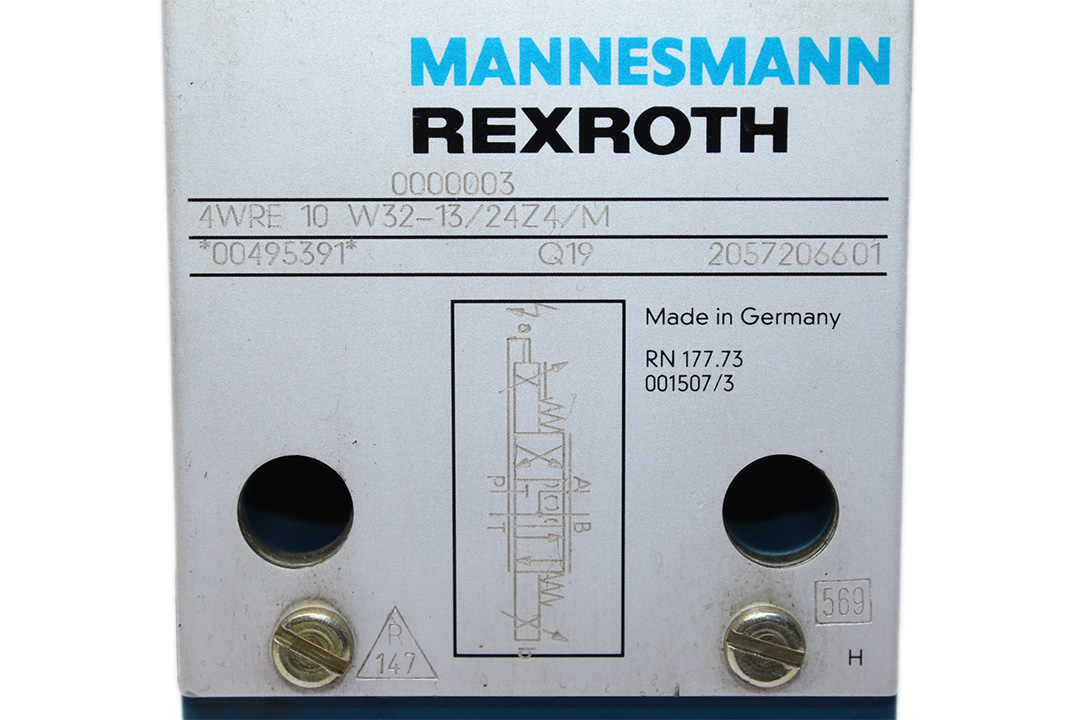 MANNESMANN
REXROTH
0000003
4WRE 10 W32-13/24Z4/M
*00495391* Q19 2057206601
Made in Germany
RN 177.73
001507/3
a
P A
T B
b
R
147
569
H